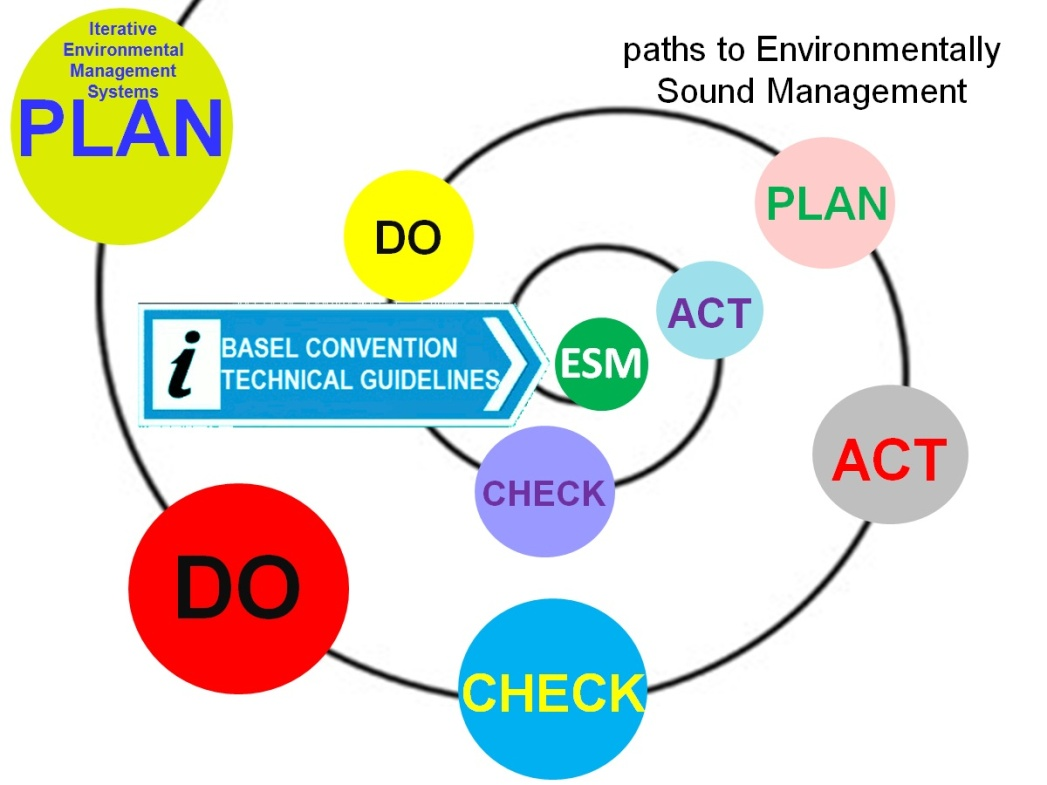 Iterative
Environmental
Management
Systems
PLAN
paths to Environmentally
Sound Management
DO
PLAN
ACT
i
BASEL CONVENTION
TECHNICAL GUIDELINES
ESM
CHECK
ACT
DO
CHECK